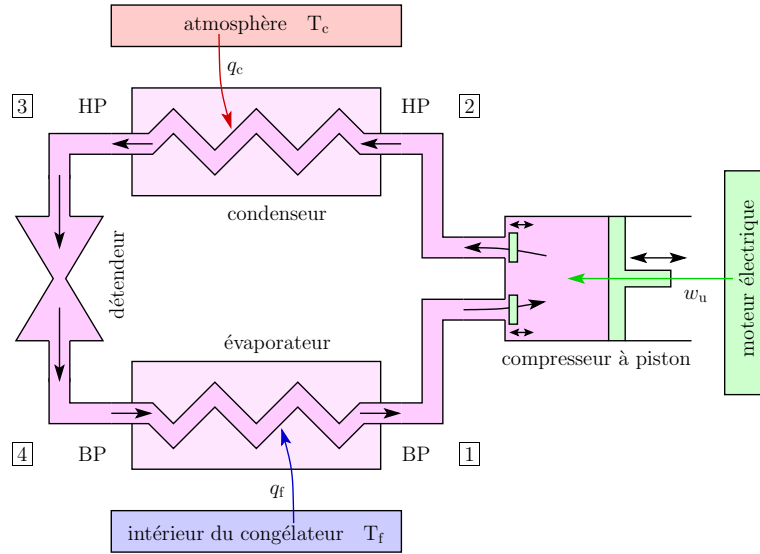 atmosphère T_c
q_c
3 HP HP 2
condenseur
détendeur
évaporateur
w_u
moteur électrique
compresseur à piston
4 BP BP 1
q_f
intérieur du congélateur T_f